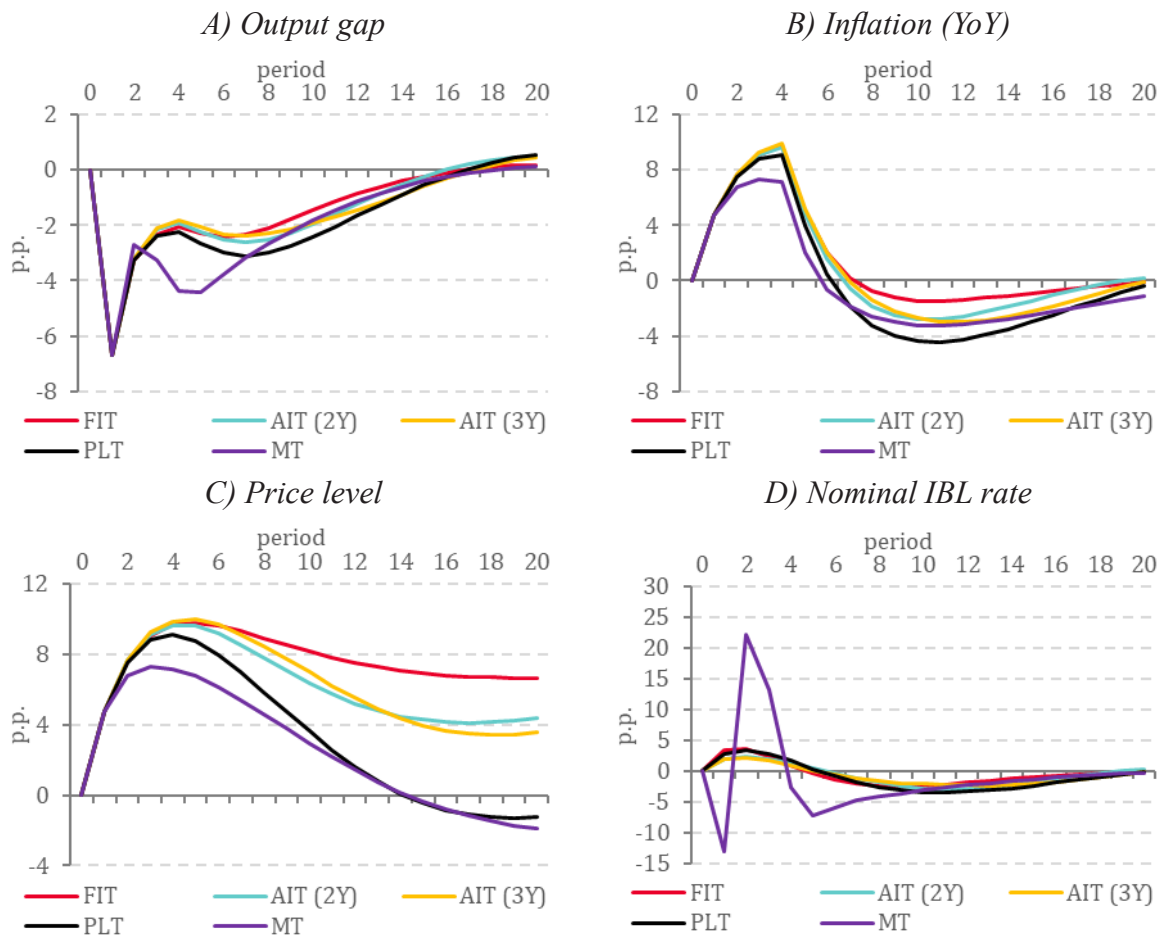 A) Output gap
period
0 2 4 6 8 10 12 14 16 18 20
2
0
-2
-4
-6
-8
p.p.
FIT AIT (2Y) AIT (3Y)
PLT MT
B) Inflation (YoY)
period
0 2 4 6 8 10 12 14 16 18 20
12
8
4
0
-4
-8
p.p.
FIT AIT (2Y) AIT (3Y)
PLT MT
C) Price level
period
0 2 4 6 8 10 12 14 16 18 20
12
8
4
0
-4
p.p.
FIT AIT (2Y) AIT (3Y)
PLT MT
D) Nominal IBL rate
period
0 2 4 6 8 10 12 14 16 18 20
30
25
20
15
10
5
0
-5
-10
-15
p.p.
FIT AIT (2Y) AIT (3Y)
PLT MT